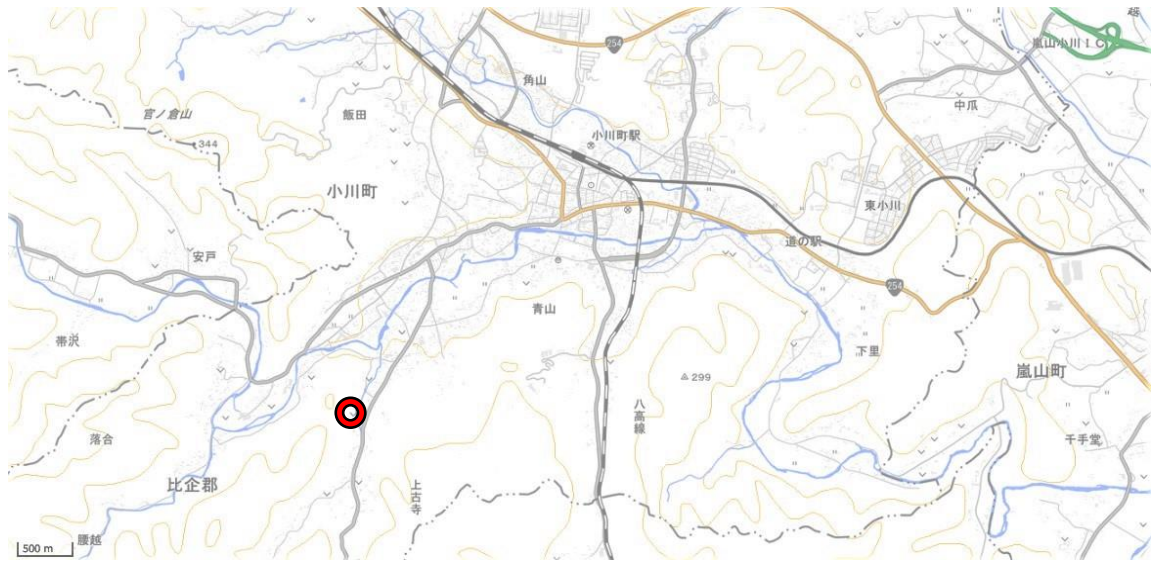 254
嵐山小川IC
越
角山
中爪
官ノ倉山
飯田
小川町駅
344
小川町
東小川
道の駅
安戸
254
青山
帯沢
下里
嵐山町
299
八高線
落合
千手堂
比企郡
上古寺
腰越
500 m